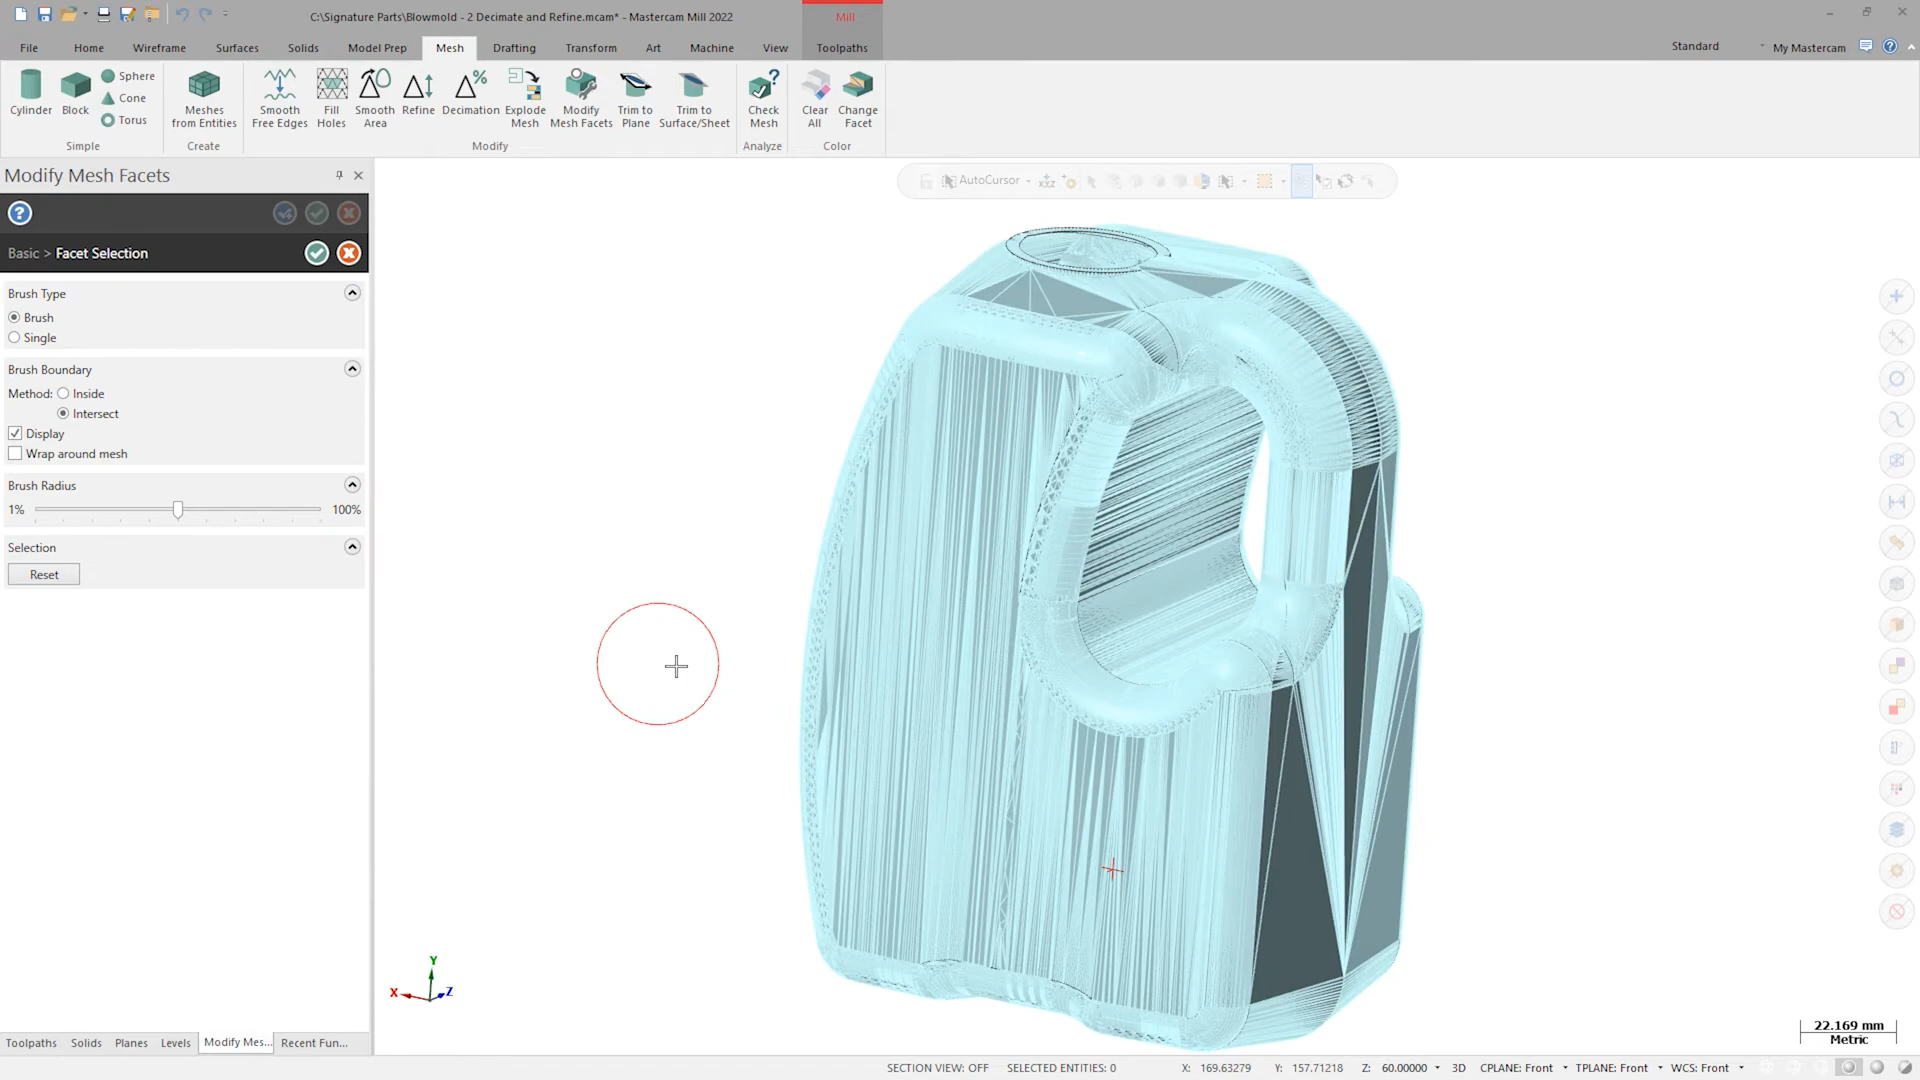 C:\Signature Parts\Blowmold - 2 Decimate and Refine.mcam* - Mastercam Mill 2022
Mill
File Home Wireframe Surfaces Solids Model Prep Mesh Drafting Transform Art Machine View Toolpaths
Standard My Mastercam
Cylinder
Block
Sphere
Cone
Torus
Simple
Meshes
from Entities
Create
Smooth
Free Edges
Fill
Holes
Smooth
Area
Refine
Decimation
Explode
Mesh
Modify
Mesh Facets
Trim to
Plane
Trim to
Surface/Sheet
Modify
Check
Mesh
Analyze
Clear
All
Change
Facet
Color
Modify Mesh Facets
AutoCursor
Basic > Facet Selection
Brush Type
Brush
Single
Brush Boundary
Method: Inside
Intersect
Display
Wrap around mesh
Brush Radius
1% 100%
Selection
Reset
Y
X Z
22.169 mm
Metric
Toolpaths Solids Planes Levels Modify Mes... Recent Fun...
SECTION VIEW: OFF SELECTED ENTITIES: 0 X: 169.63279 Y: 157.71218 Z: 60.00000 3D CPLANE: Front TPLANE: Front WCS: Front